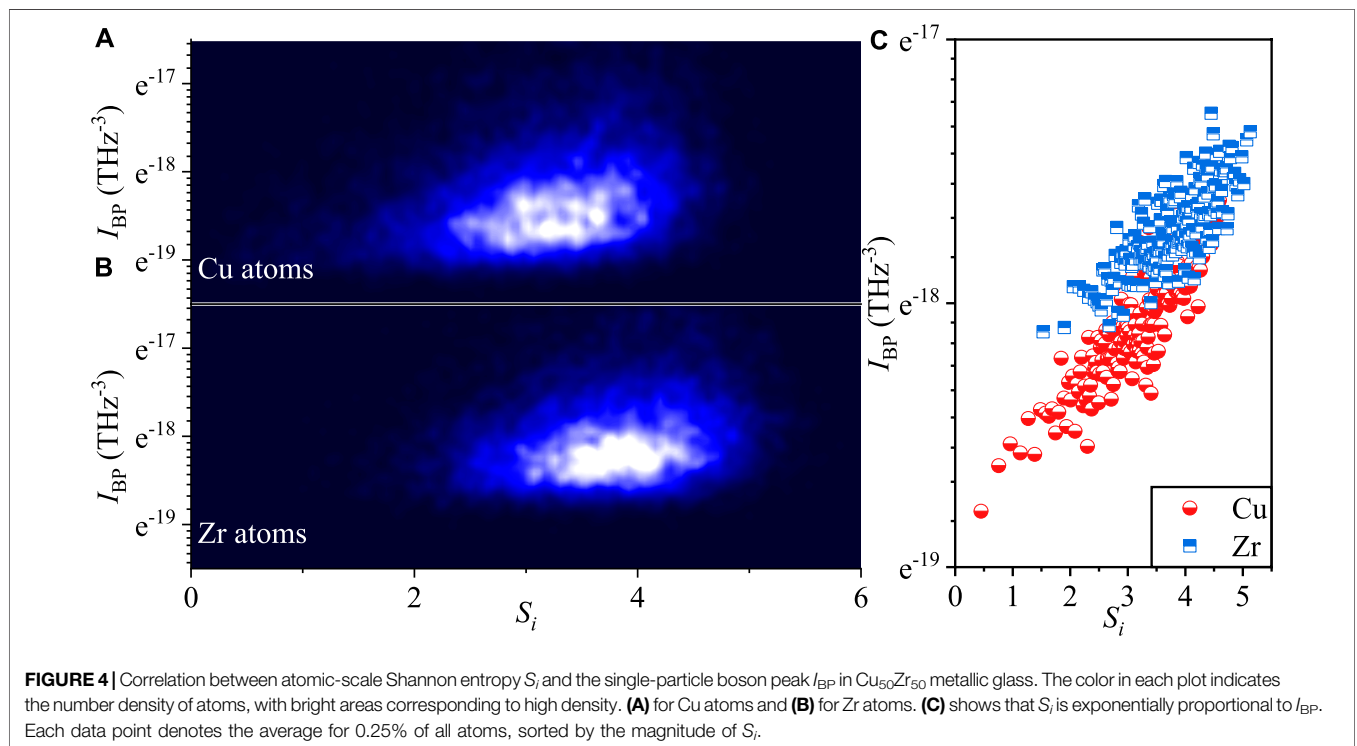 A
I_BP (THz^-3)
e^-17
e^-18
e^-19
Cu atoms
B
I_BP (THz^-3)
e^-17
e^-18
e^-19
Zr atoms
0 2 4 6
S_i
C
I_BP (THz^-3)
e^-17
e^-18
e^-19
Cu
Zr
0 1 2 3 4 5
S_i
FIGURE 4 | Correlation between atomic-scale Shannon entropy S_i and the single-particle boson peak I_BP in Cu₅₀Zr₅₀ metallic glass. The color in each plot indicates
the number density of atoms, with bright areas corresponding to high density. (A) for Cu atoms and (B) for Zr atoms. (C) shows that S_i is exponentially proportional to I_BP.
Each data point denotes the average for 0.25% of all atoms, sorted by the magnitude of S_i.